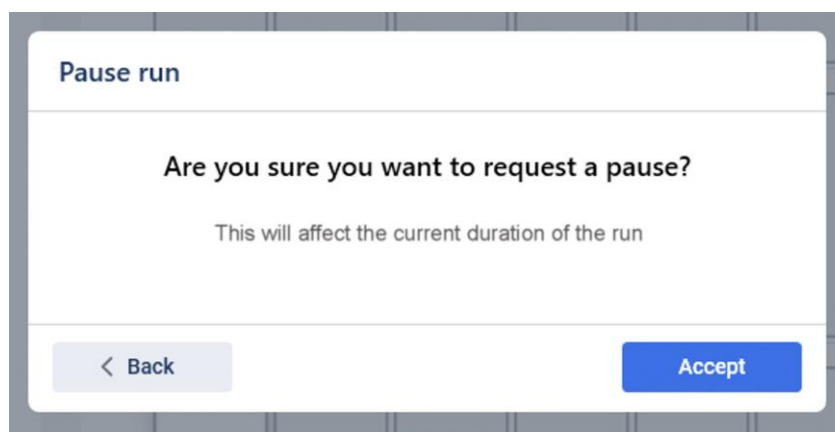 Pause run
Are you sure you want to request a pause?
This will affect the current duration of the run
Back
Accept